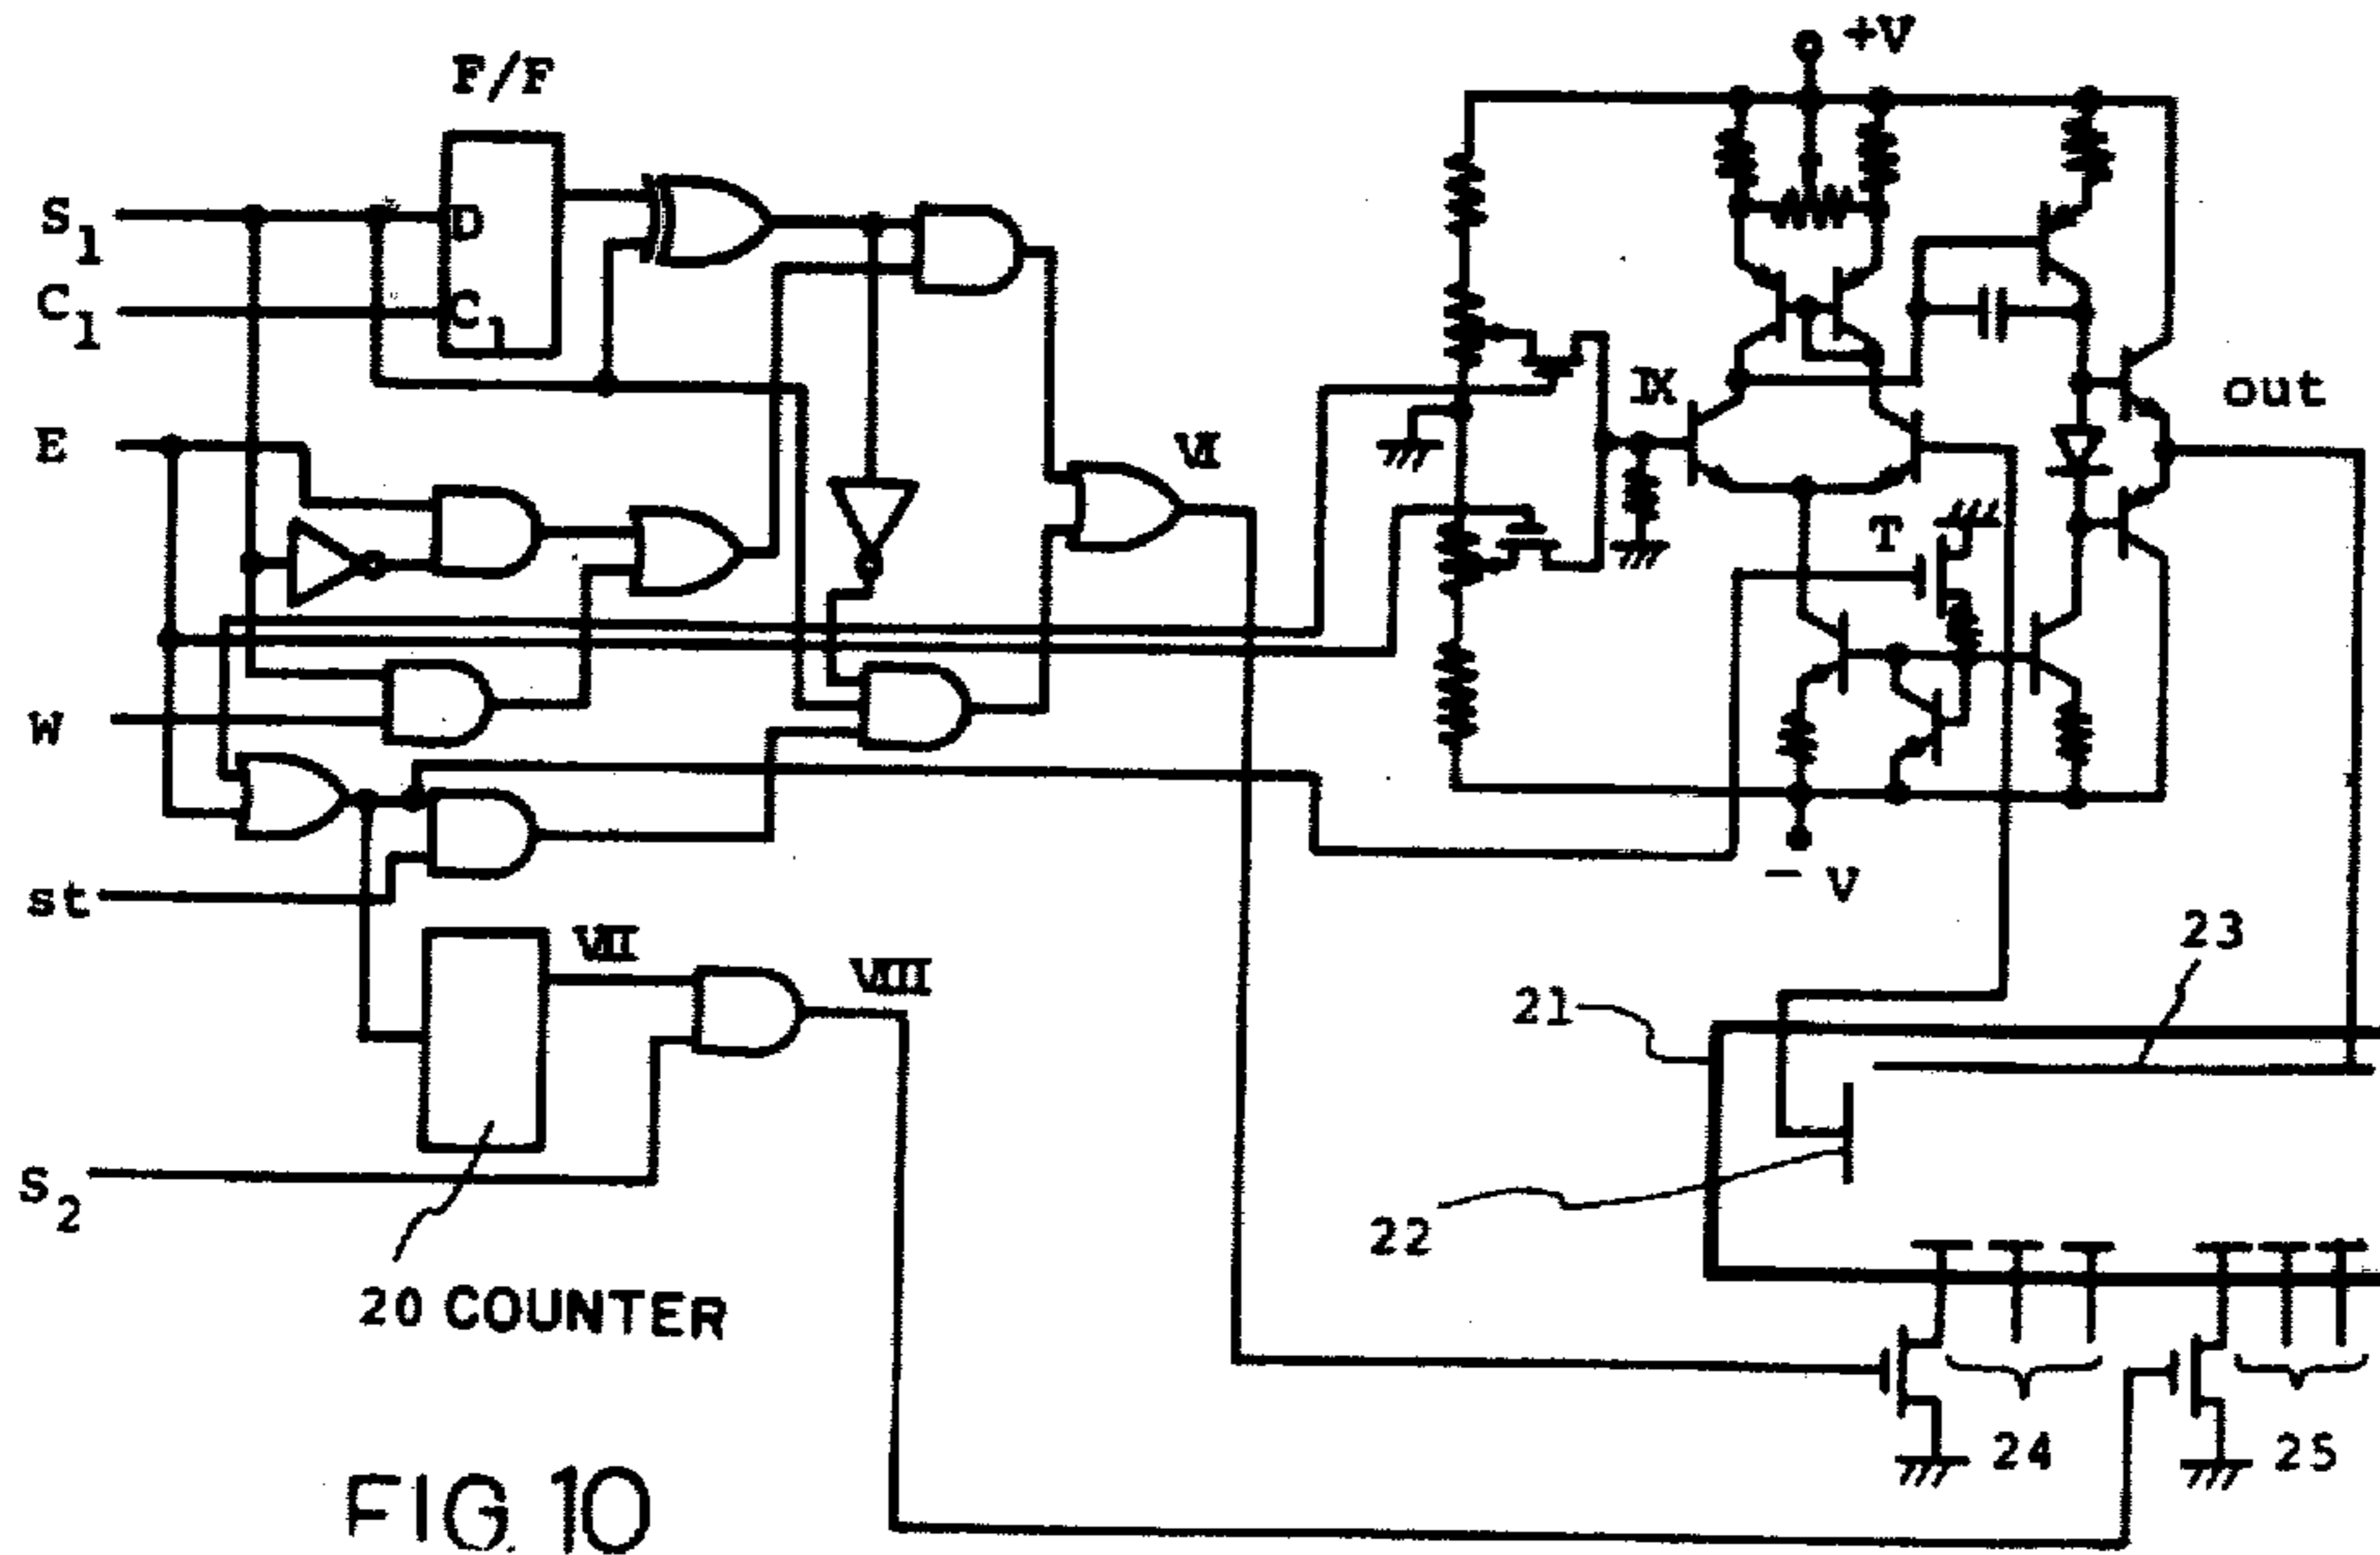 +V
F/F
S1
D
C1
C1
E
IX
out
VI
T
W
st
- V
VII
VIII
23
21
S2
22
20 COUNTER
24
25
FIG. 10